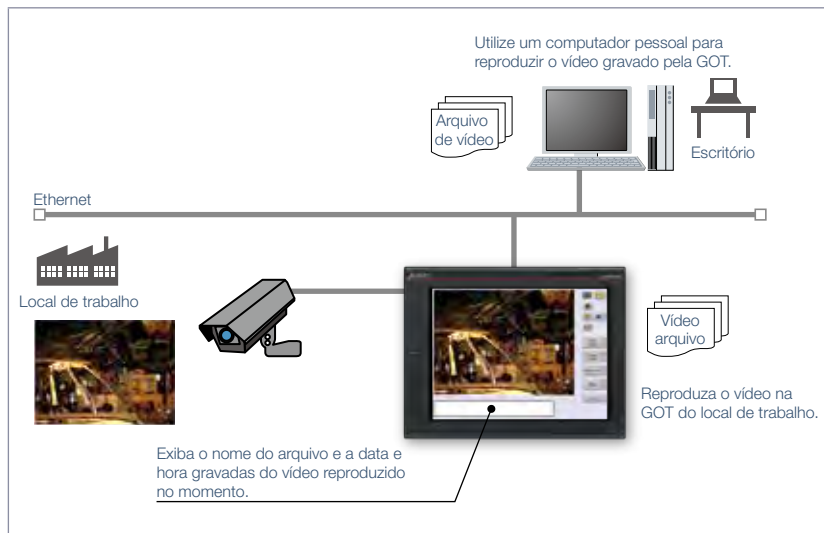 Utilize um computador pessoal para
reproduzir o vídeo gravado pela GOT.
Arquivo
de vídeo
Escritório
Ethernet
Local de trabalho
Vídeo
arquivo
Reproduza o vídeo na
GOT do local de trabalho.
Exiba o nome do arquivo e a data e
hora gravadas do vídeo reproduzido
no momento.